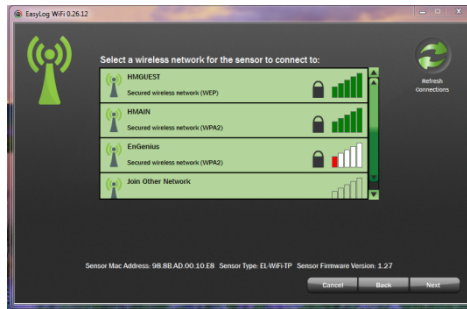 EasyLog WiFi 0.26.12
Select a wireless network for the sensor to connect to:
HMGUEST
Secured wireless network (WEP)
HMAIN
Secured wireless network (WPA2)
EnGenius
Secured wireless network (WPA2)
Join Other Network
Refresh
Connections
Sensor Mac Address: 98.8B.AD.00.10.E8 Sensor Type: EL-WiFi-TP Sensor Firmware Version: 1.27
Cancel Back Next